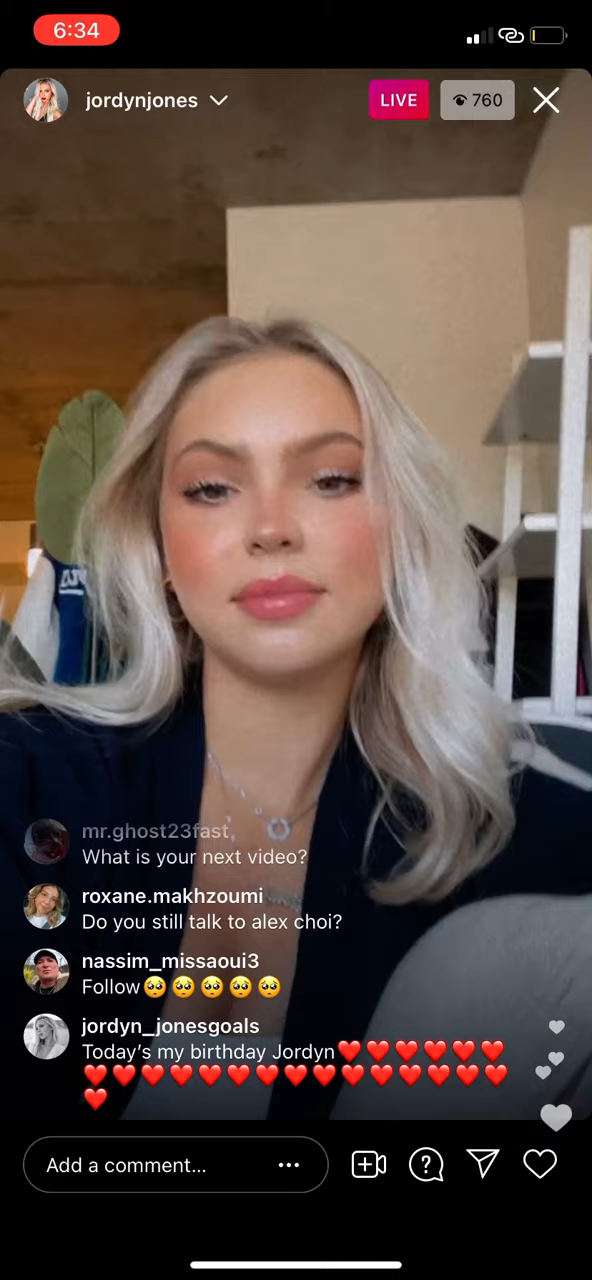 6:34
jordynjones
LIVE
760
mr.ghost23fast
What is your next video?
roxane.makhzoumi
Do you still talk to alex choi?
nassim_missaoui3
Follow🥺🥺🥺🥺🥺
jordyn_jonesgoals
Today’s my birthday Jordyn❤️❤️❤️❤️❤️❤️
❤️❤️❤️❤️❤️❤️❤️❤️❤️❤️❤️❤️❤️❤️❤️
❤️
Add a comment...